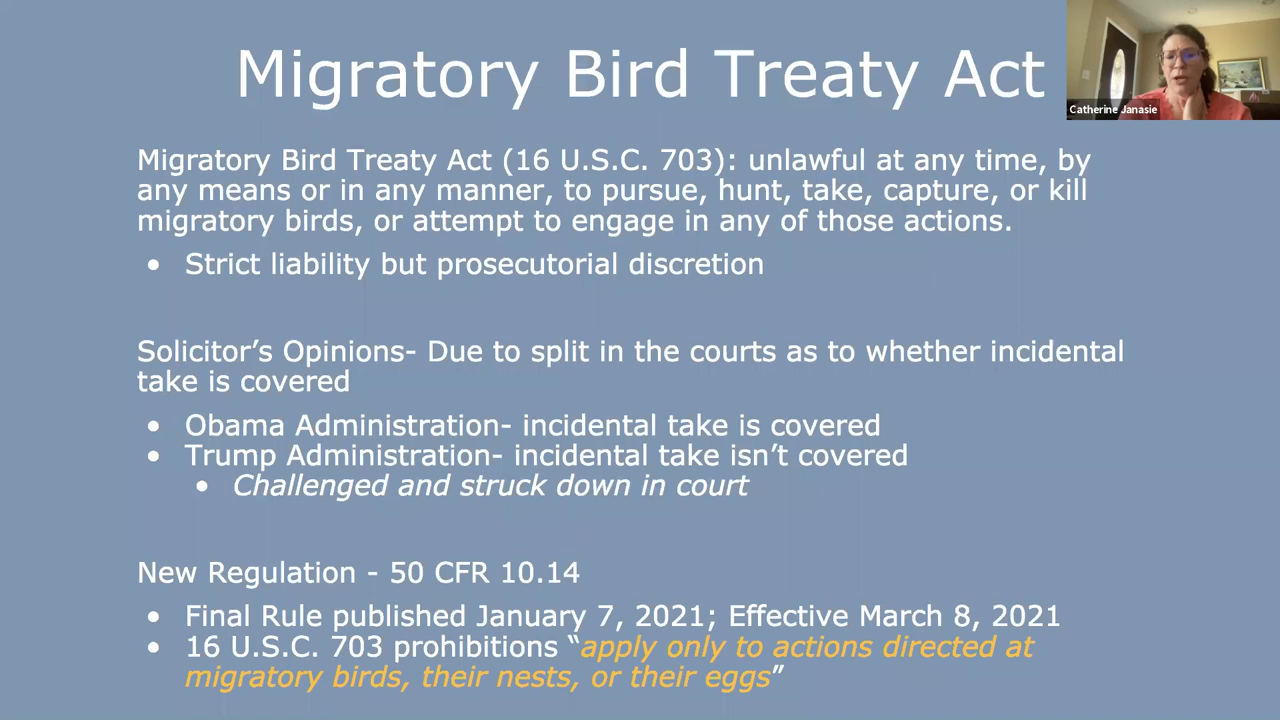 Migratory Bird Treaty Act
Catherine Janasie
Migratory Bird Treaty Act (16 U.S.C. 703): unlawful at any time, by
any means or in any manner, to pursue, hunt, take, capture, or kill
migratory birds, or attempt to engage in any of those actions.
• Strict liability but prosecutorial discretion
Solicitor’s Opinions- Due to split in the courts as to whether incidental
take is covered
• Obama Administration- incidental take is covered
• Trump Administration- incidental take isn’t covered
• Challenged and struck down in court
New Regulation - 50 CFR 10.14
• Final Rule published January 7, 2021; Effective March 8, 2021
• 16 U.S.C. 703 prohibitions “apply only to actions directed at
migratory birds, their nests, or their eggs”